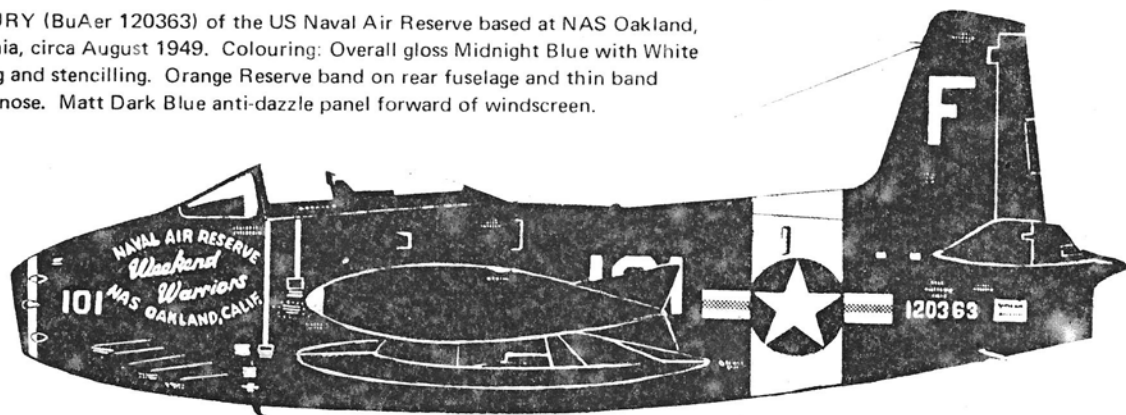 URY (BuAer 120363) of the US Naval Air Reserve based at NAS Oakland,
nia, circa August 1949. Colouring: Overall gloss Midnight Blue with White
g and stencilling. Orange Reserve band on rear fuselage and thin band
nose. Matt Dark Blue anti-dazzle panel forward of windscreen.
F
NAVAL AIR RESERVE
Weekend
Warriors
NAS OAKLAND, CALIF.
101
120363